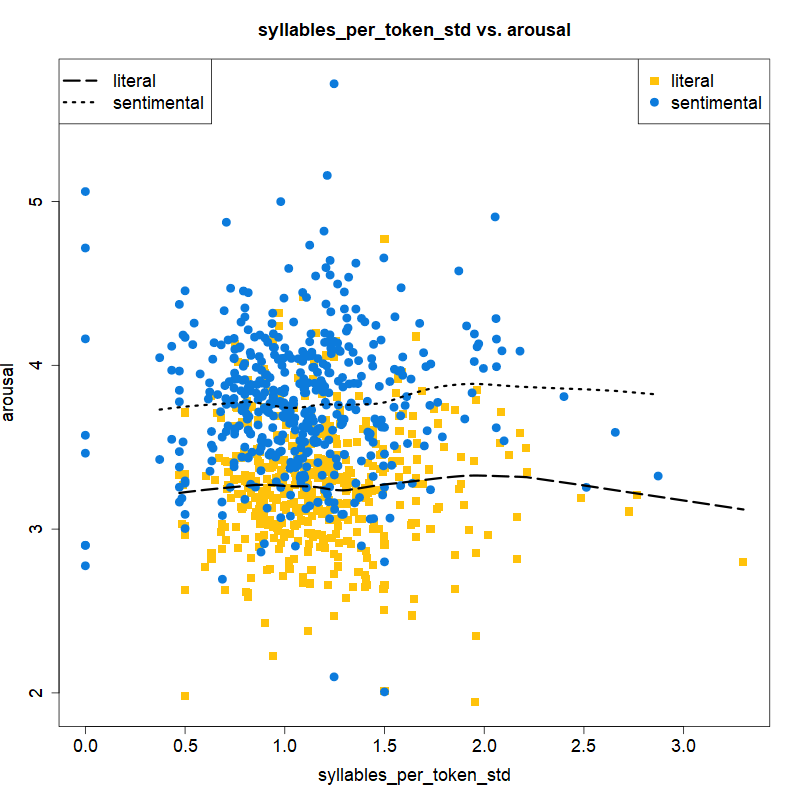 syllables_per_token_std vs. arousal
literal
sentimental
literal
sentimental
5
4
3
2
arousal
0.0 0.5 1.0 1.5 2.0 2.5 3.0
syllables_per_token_std